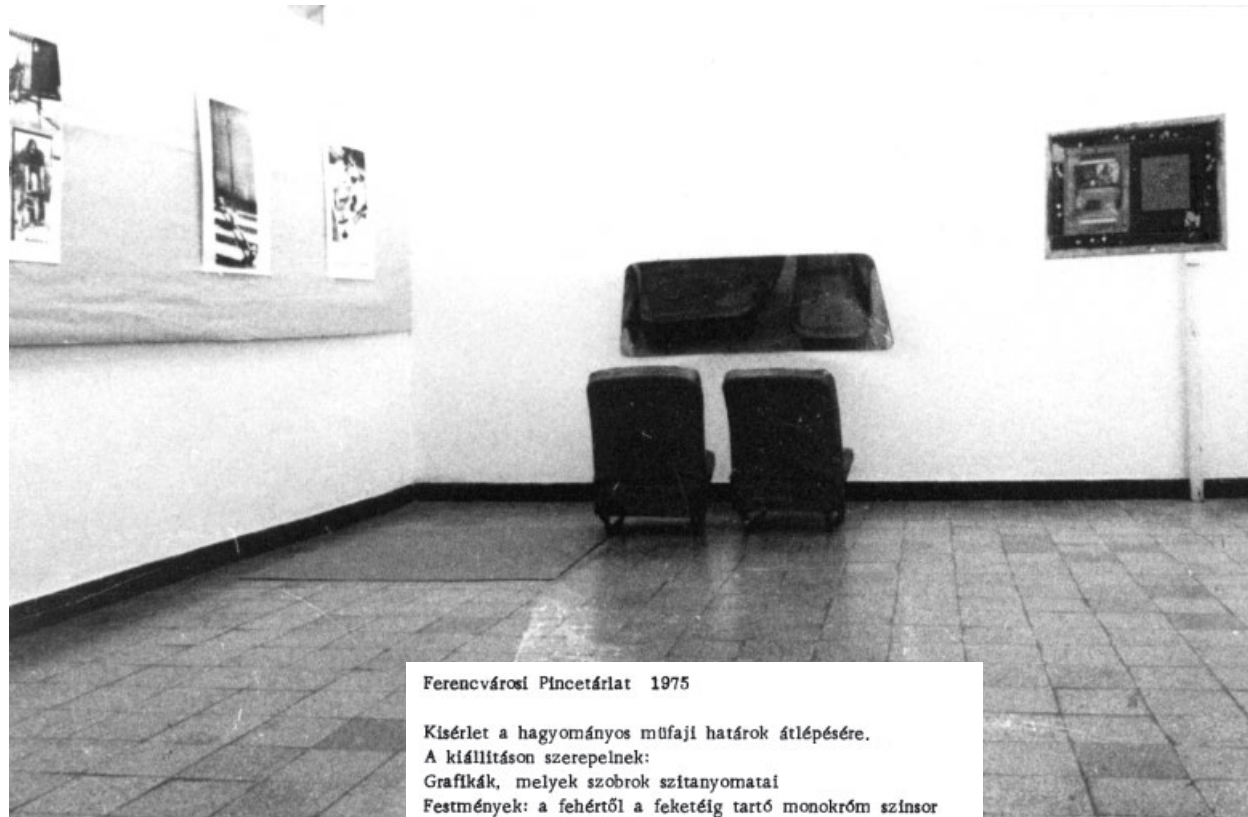 Ferencvárosi Pincetárlat 1975
Kisérlet a hagyományos müfaji határok átlépésére.
A kiállitáson szerepelnek:
Grafikák, melyek szobrok szitanyomatai
Festmények: a fehértől a feketéig tartó monokróm szinsor